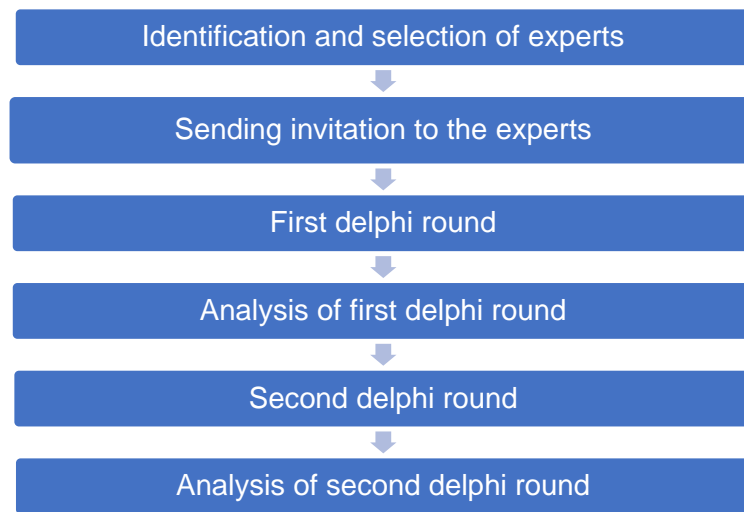 Identification and selection of experts
Sending invitation to the experts
First delphi round
Analysis of first delphi round
Second delphi round
Analysis of second delphi round